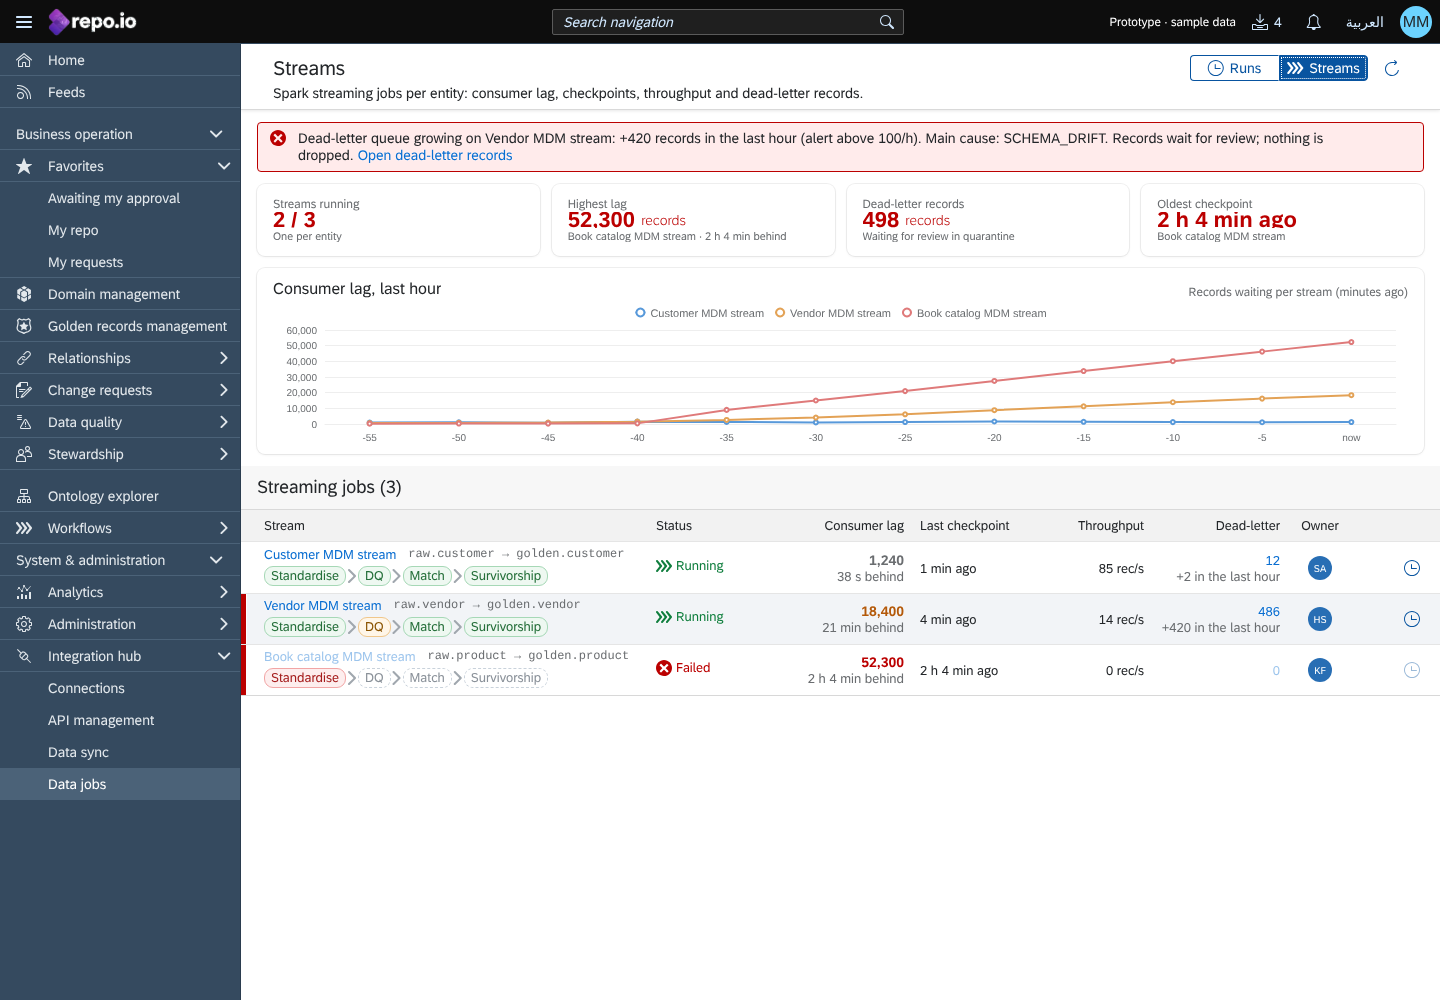 repo.io
Search navigation
Prototype · sample data
4
العربية
MM
Home
Feeds
Business operation
Favorites
Awaiting my approval
My repo
My requests
Domain management
Golden records management
Relationships
Change requests
Data quality
Stewardship
Ontology explorer
Workflows
System & administration
Analytics
Administration
Integration hub
Connections
API management
Data sync
Data jobs
Streams
Runs
Streams
Spark streaming jobs per entity: consumer lag, checkpoints, throughput and dead-letter records.
Dead-letter queue growing on Vendor MDM stream: +420 records in the last hour (alert above 100/h). Main cause: SCHEMA_DRIFT. Records wait for review; nothing is
dropped. Open dead-letter records
Streams running
2 / 3
One per entity
Highest lag
52,300 records
Book catalog MDM stream · 2 h 4 min behind
Dead-letter records
498 records
Waiting for review in quarantine
Oldest checkpoint
2 h 4 min ago
Book catalog MDM stream
Consumer lag, last hour
Records waiting per stream (minutes ago)
Customer MDM stream Vendor MDM stream Book catalog MDM stream
60,000
50,000
40,000
30,000
20,000
10,000
0
-55 -50 -45 -40 -35 -30 -25 -20 -15 -10 -5 now
Streaming jobs (3)
Stream Status Consumer lag Last checkpoint Throughput Dead-letter Owner
Customer MDM stream raw.customer → golden.customer
Standardise DQ Match Survivorship
Running
1,240
38 s behind
1 min ago
85 rec/s
12
+2 in the last hour
SA
Vendor MDM stream raw.vendor → golden.vendor
Standardise DQ Match Survivorship
Running
18,400
21 min behind
4 min ago
14 rec/s
486
+420 in the last hour
HS
Book catalog MDM stream raw.product → golden.product
Standardise DQ Match Survivorship
Failed
52,300
2 h 4 min behind
2 h 4 min ago
0 rec/s
0
KF